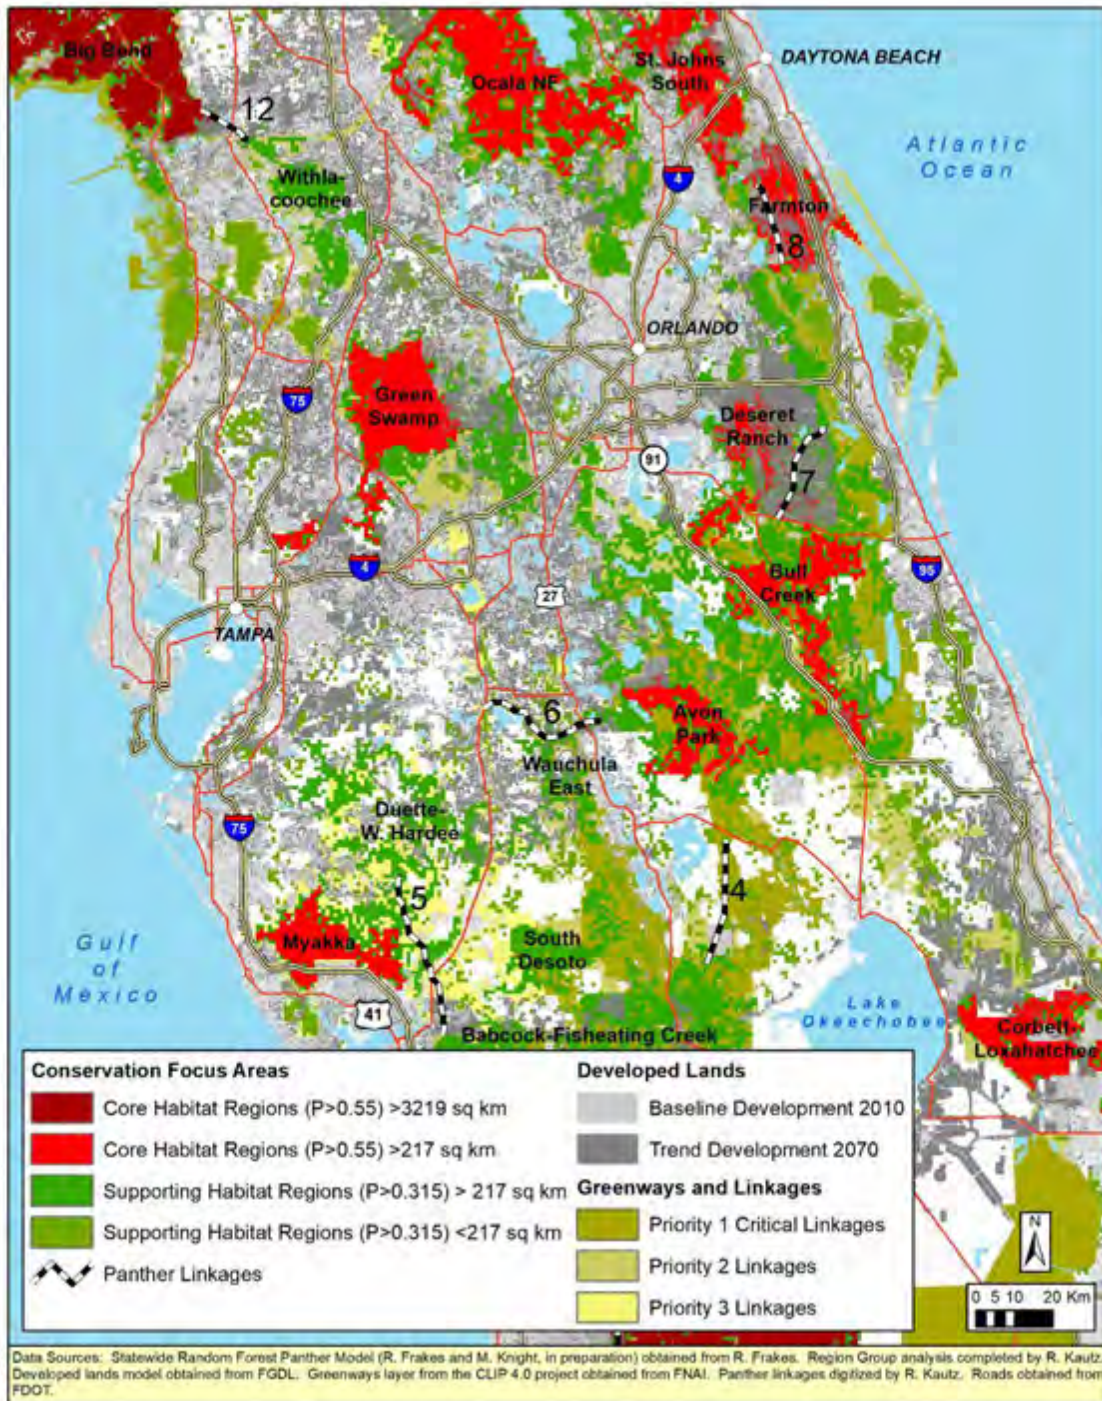 Big Bend
12
Ocala NF
St. Johns
South
DAYTONA BEACH
Atlantic
Ocean
Withla-
coochee
4
Farmton
8
ORLANDO
75
Green
Swamp
Deseret
Ranch
91
7
4
27
Bull
Creek
95
TAMPA
6
Avon
Park
Wauchula
East
Duette-
W. Hardee
75
5
4
Gulf
of
Mexico
Myakka
South
Desoto
41
Babcock-Fisheating Creek
Lake
Okeechobee
Corbett-
Loxahatchee
Conservation Focus Areas
Core Habitat Regions (P>0.55) >3219 sq km
Core Habitat Regions (P>0.55) >217 sq km
Supporting Habitat Regions (P>0.315) > 217 sq km
Supporting Habitat Regions (P>0.315) <217 sq km
Panther Linkages
Developed Lands
Baseline Development 2010
Trend Development 2070
Greenways and Linkages
Priority 1 Critical Linkages
Priority 2 Linkages
Priority 3 Linkages
N
0 5 10 20 Km
Data Sources: Statewide Random Forest Panther Model (R. Frakes and M. Knight, in preparation) obtained from R. Frakes. Region Group analysis completed by R. Kautz.
Developed lands model obtained from FGDL. Greenways layer from the CLIP 4.0 project obtained from FNAI. Panther linkages digitized by R. Kautz. Roads obtained from
FDOT.